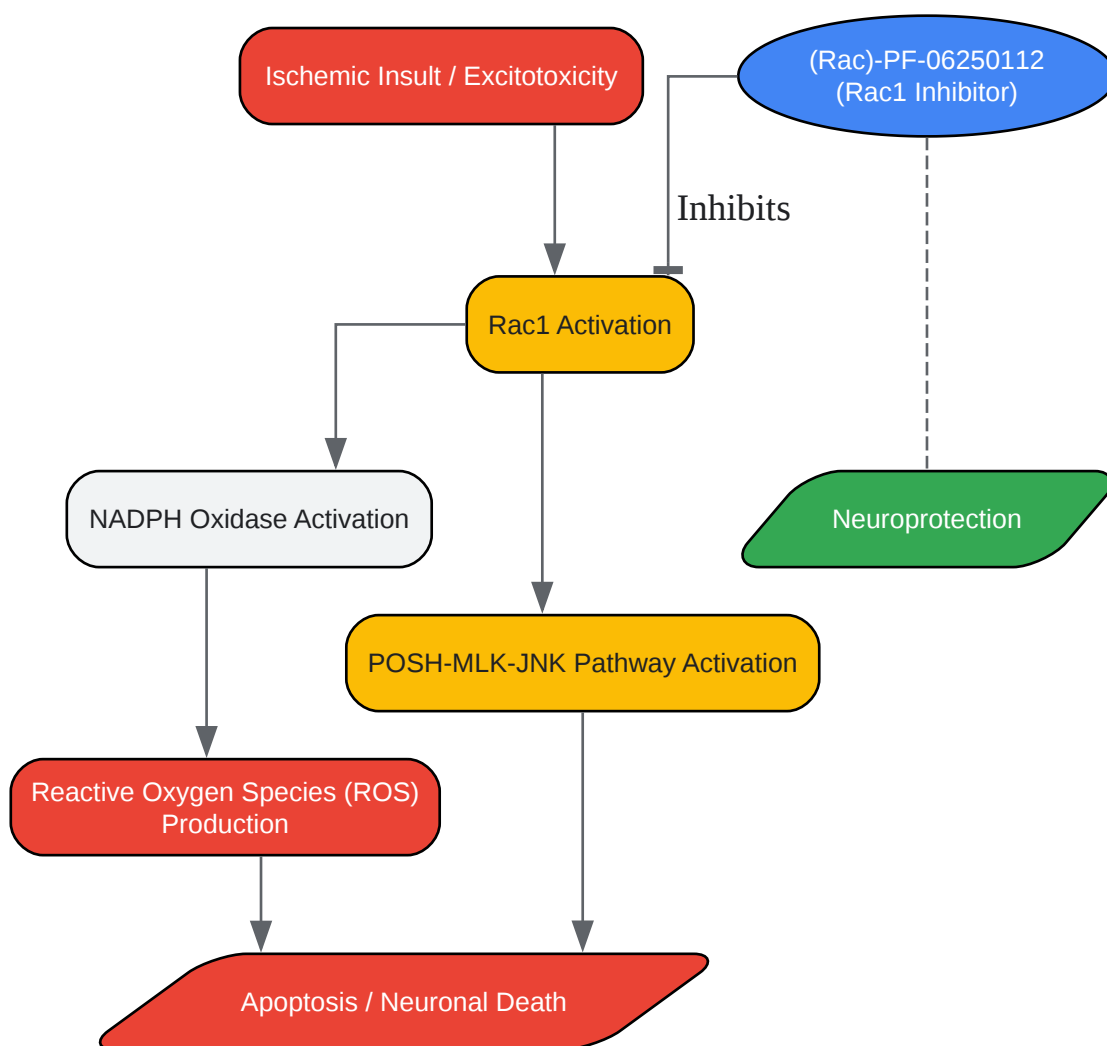 Ischemic Insult / Excitotoxicity
(Rac)-PF-06250112
(Rac1 Inhibitor)
Inhibits
Rac1 Activation
NADPH Oxidase Activation
Neuroprotection
POSH-MLK-JNK Pathway Activation
Reactive Oxygen Species (ROS)
Production
Apoptosis / Neuronal Death